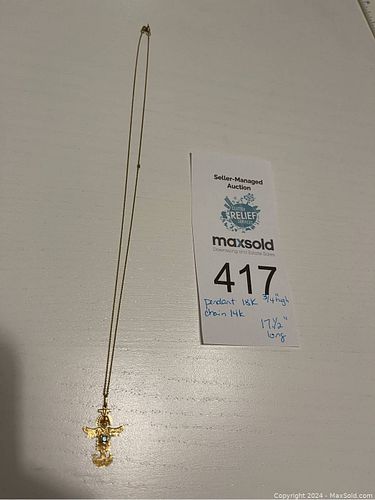 Seller-Managed
Auction
RELIEF
maxsold
Downsizing and Estate Sales
417
pendant 18K 3/4" high
chain 14k
17 1/2"
long
Copyright 2024 - MaxSold.com